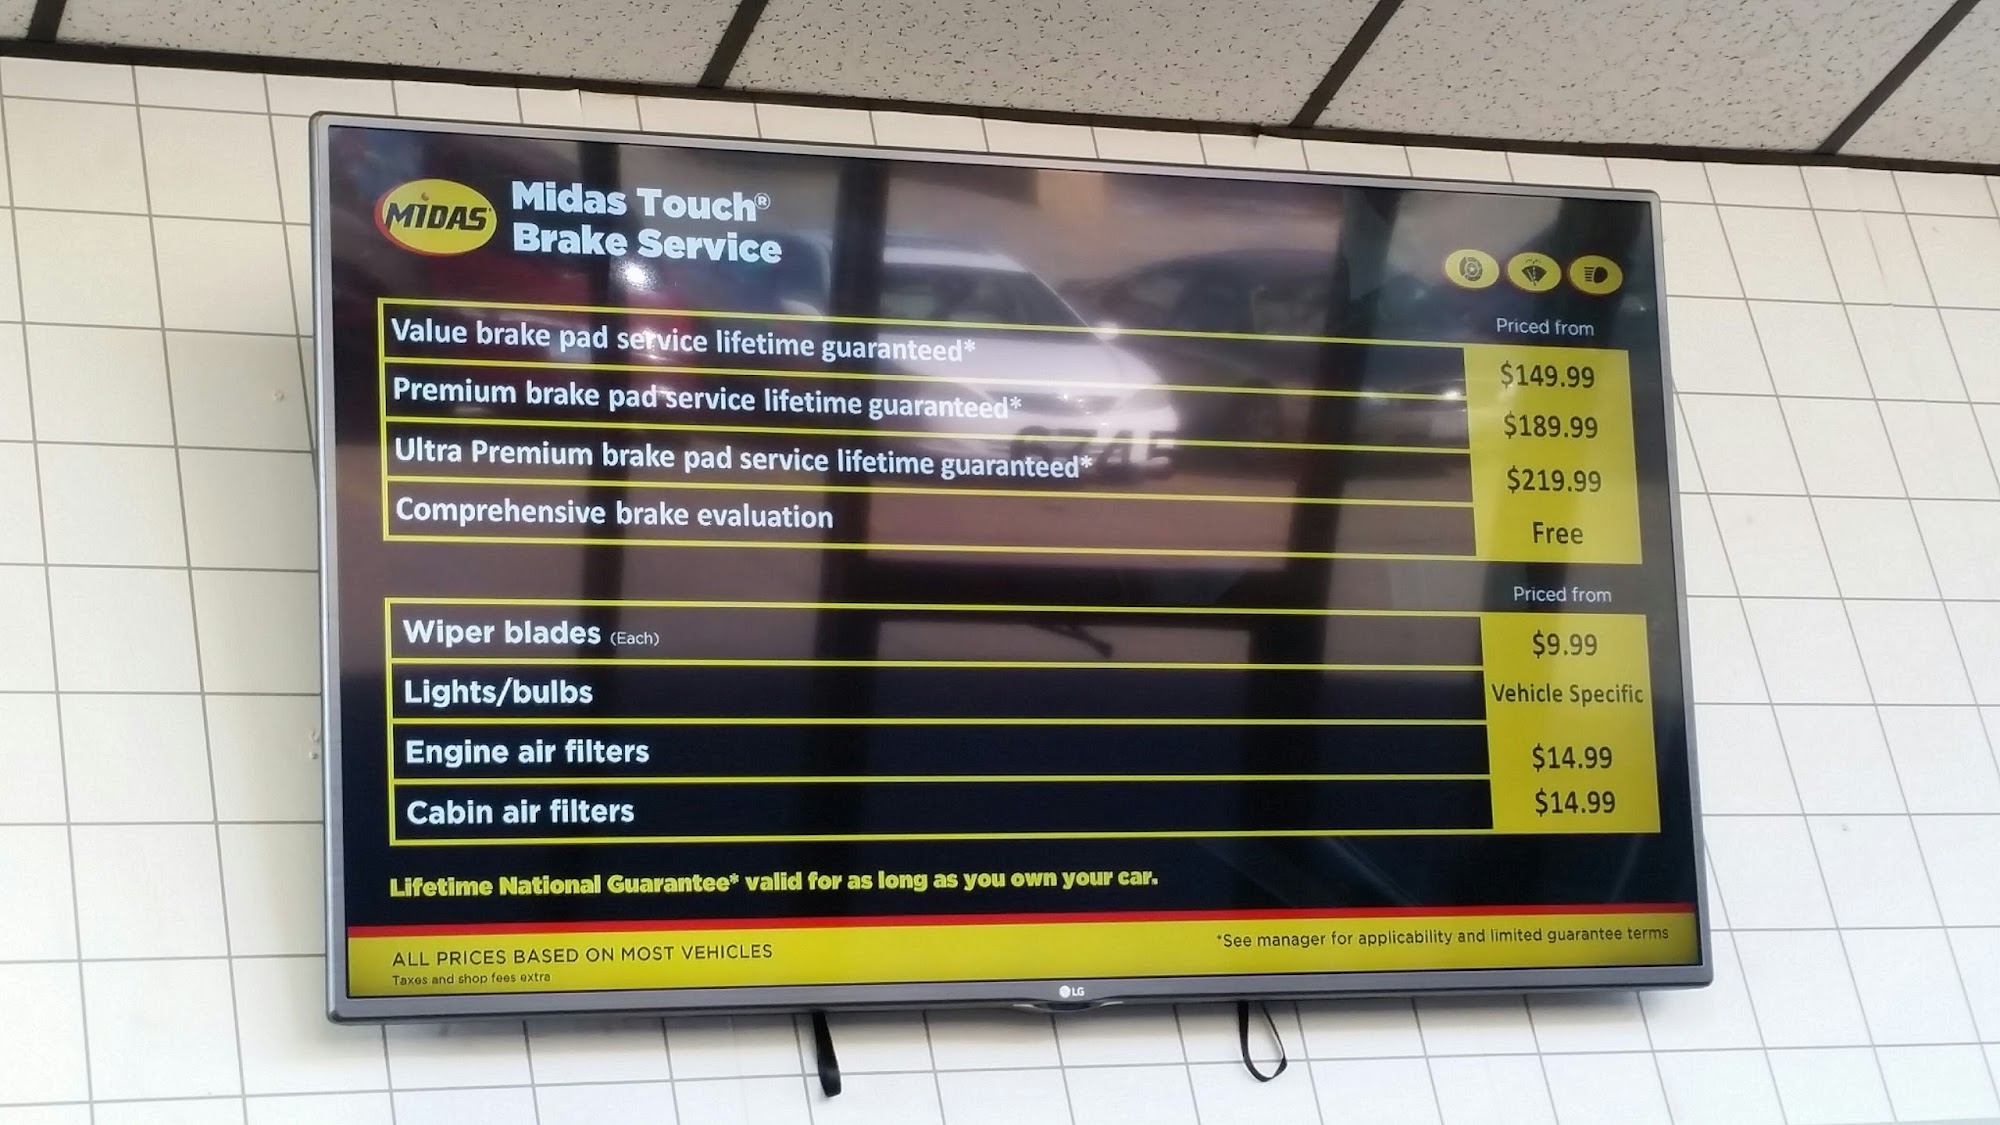 MIDAS
Midas Touch®
Brake Service
Priced from
Value brake pad service lifetime guaranteed* $149.99
Premium brake pad service lifetime guaranteed* $189.99
Ultra Premium brake pad service lifetime guaranteed* $219.99
Comprehensive brake evaluation Free
Priced from
Wiper blades (Each) $9.99
Lights/bulbs Vehicle Specific
Engine air filters $14.99
Cabin air filters $14.99
Lifetime National Guarantee* valid for as long as you own your car.
ALL PRICES BASED ON MOST VEHICLES
*See manager for applicability and limited guarantee terms
Taxes and shop fees extra
LG